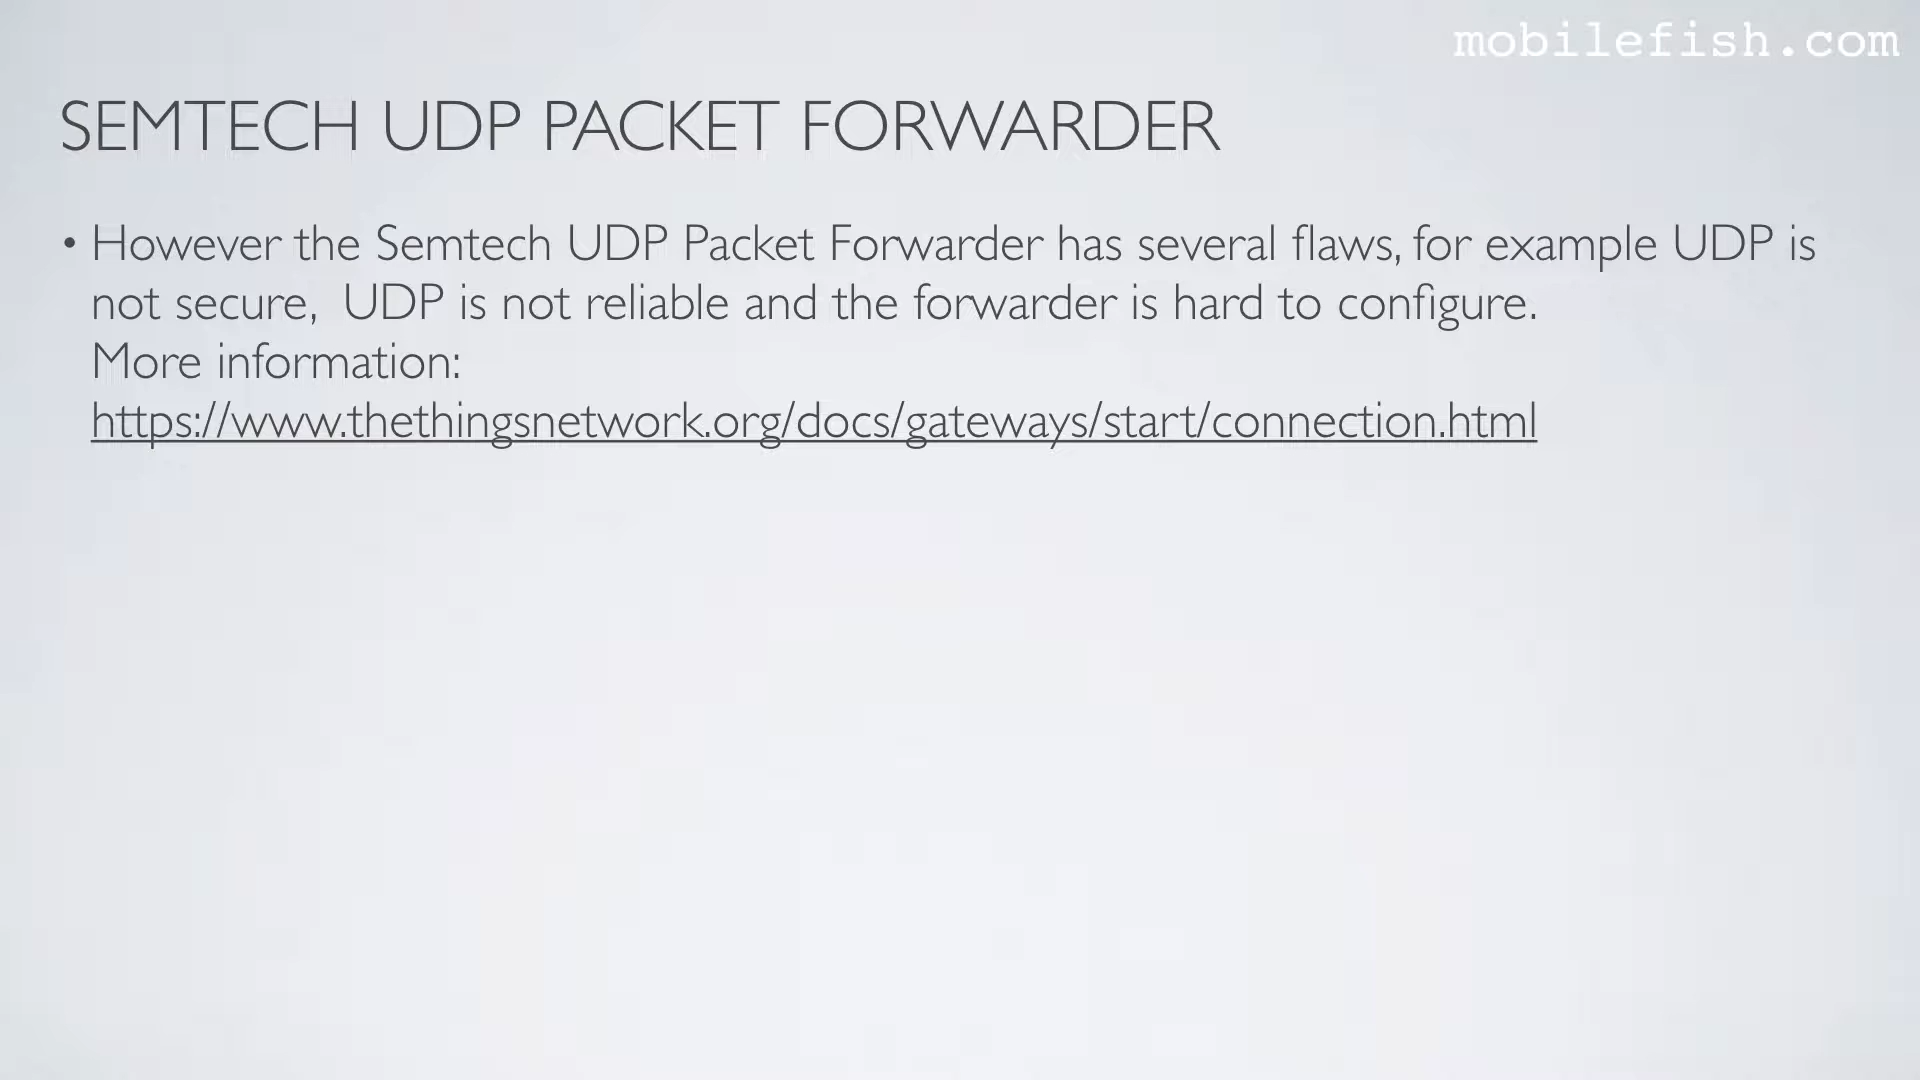 mobilefish.com
SEMTECH UDP PACKET FORWARDER
• However the Semtech UDP Packet Forwarder has several flaws, for example UDP is
not secure,  UDP is not reliable and the forwarder is hard to configure.
More information:
https://www.thethingsnetwork.org/docs/gateways/start/connection.html